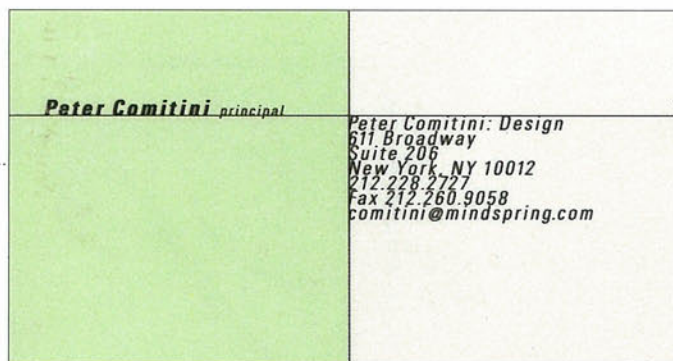 Peter Comitini principal
Peter Comitini: Design
611 Broadway
Suite 206
New York, NY 10012
212.228.2727
Fax 212.260.9058
comitini@mindspring.com